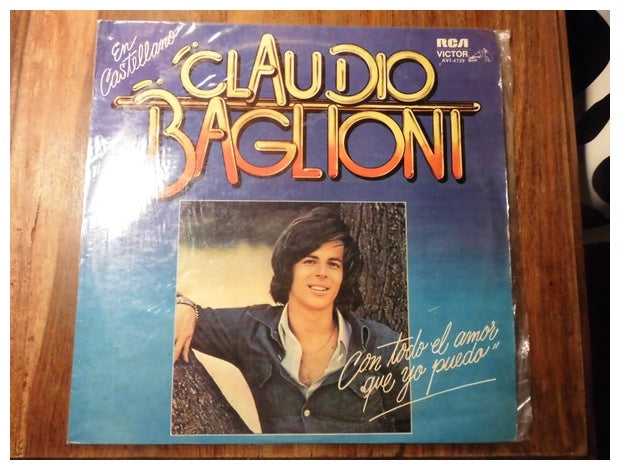 En
Castellano
CLAUDIO
BAGLIONI
RCA
VICTOR
"Con todo el amor
que yo puedo"